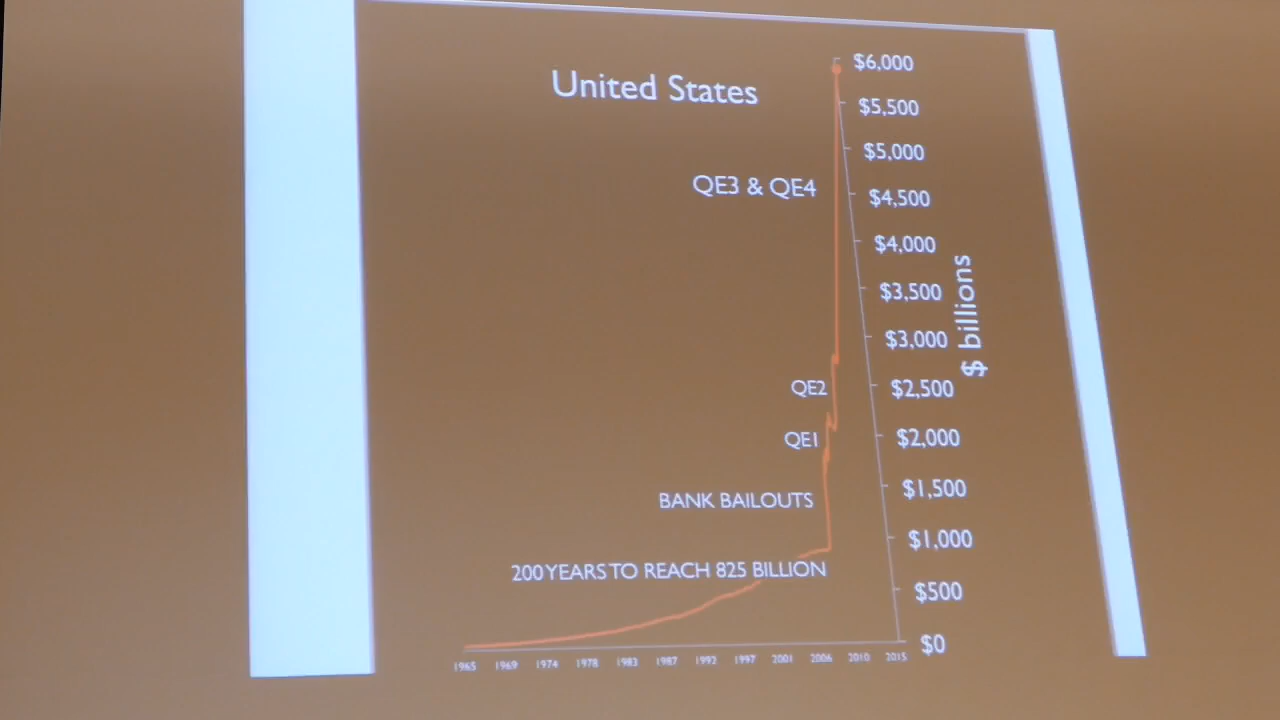 United States
$6,000
$5,500
$5,000
QE3 & QE4
$4,500
$4,000
$3,500
$ billions
$3,000
QE2
$2,500
QE1
$2,000
BANK BAILOUTS
$1,500
$1,000
200 YEARS TO REACH 825 BILLION
$500
$0
1965 1969 1974 1978 1983 1987 1992 1997 2001 2006 2010 2015